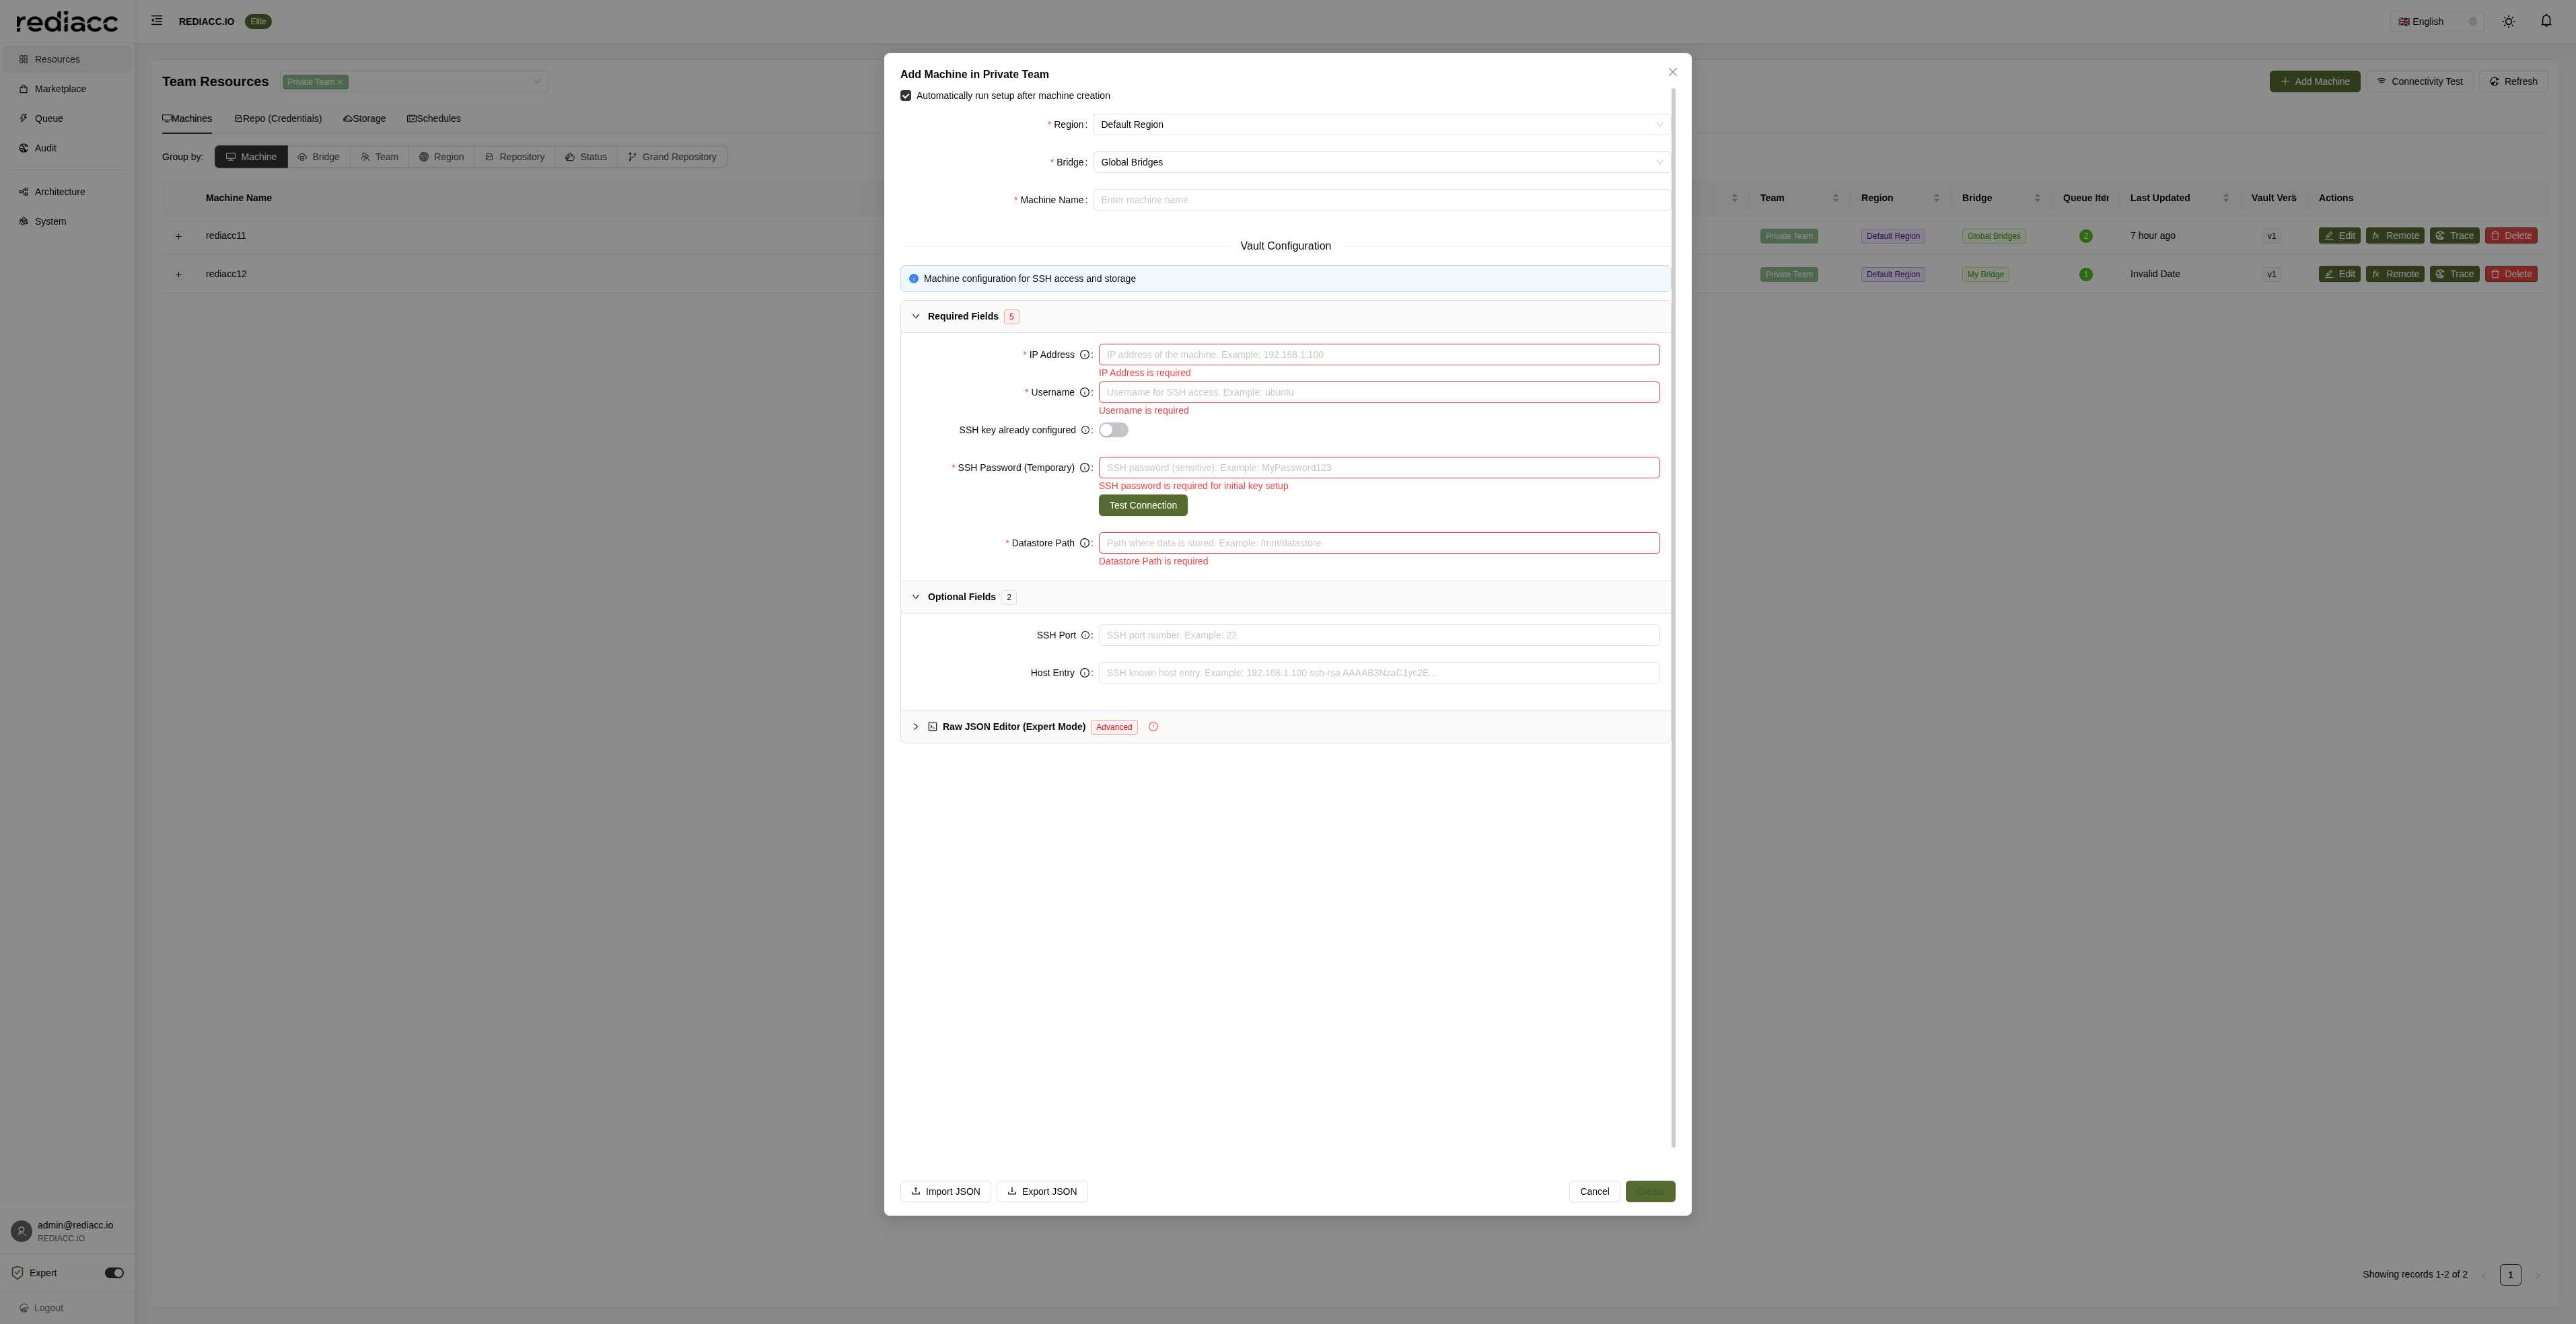 rediacc
REDIACC.IO
Elite
English
Resources
Marketplace
Queue
Audit
Architecture
System
Team Resources
Private Team
Add Machine
Connectivity Test
Refresh
Machines
Repo (Credentials)
Storage
Schedules
Group by:
Machine
Bridge
Team
Region
Repository
Status
Grand Repository
Machine Name
Team
Region
Bridge
Queue Iter
Last Updated
Vault Vers
Actions
rediacc11
Private Team
Default Region
Global Bridges
2
7 hour ago
v1
Edit
fx Remote
Trace
Delete
rediacc12
Private Team
Default Region
My Bridge
1
Invalid Date
v1
Edit
fx Remote
Trace
Delete
Add Machine in Private Team
Automatically run setup after machine creation
* Region:
Default Region
* Bridge:
Global Bridges
* Machine Name:
Enter machine name
Vault Configuration
Machine configuration for SSH access and storage
Required Fields 5
* IP Address :
IP address of the machine. Example: 192.168.1.100
IP Address is required
* Username :
Username for SSH access. Example: ubuntu
Username is required
SSH key already configured :
* SSH Password (Temporary) :
SSH password (sensitive). Example: MyPassword123
SSH password is required for initial key setup
Test Connection
* Datastore Path :
Path where data is stored. Example: /mnt/datastore
Datastore Path is required
Optional Fields 2
SSH Port :
SSH port number. Example: 22
Host Entry :
SSH known host entry. Example: 192.168.1.100 ssh-rsa AAAAB3NzaC1yc2E...
Raw JSON Editor (Expert Mode) Advanced
Import JSON
Export JSON
Cancel
Create
admin@rediacc.io
REDIACC.IO
Expert
Logout
Showing records 1-2 of 2
1